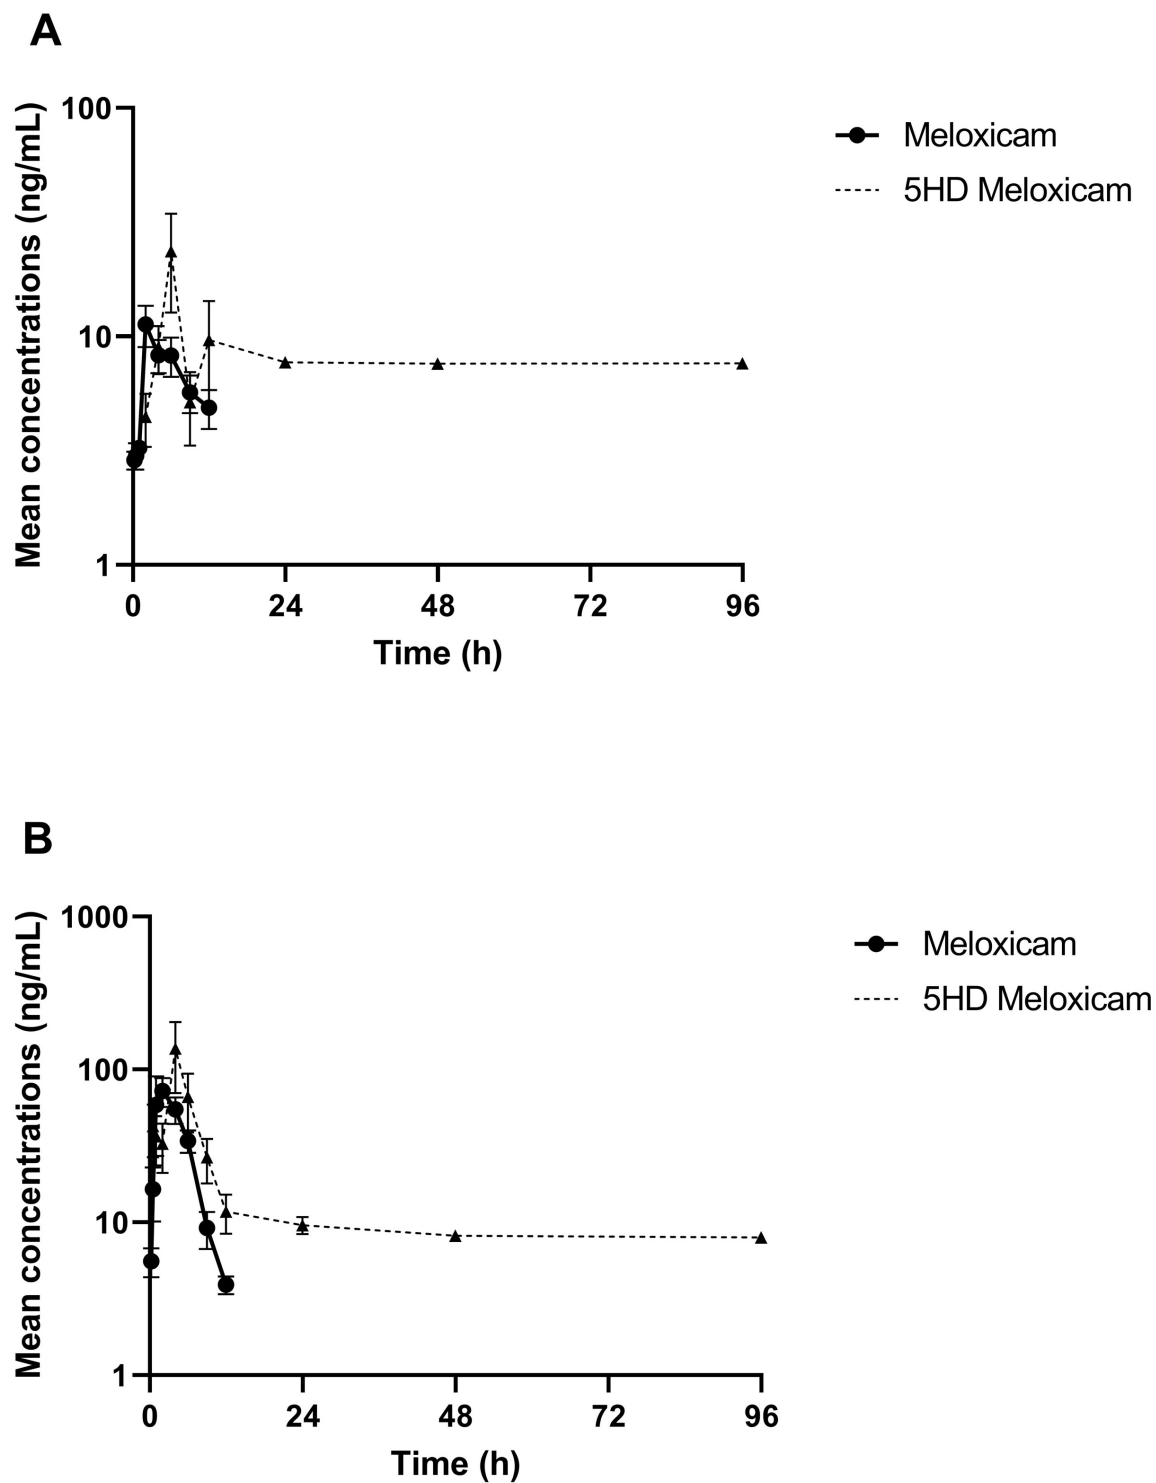 A
Mean concentrations (ng/mL)
100
10
1
0 24 48 72 96
Time (h)
Meloxicam
5HD Meloxicam
B
Mean concentrations (ng/mL)
1000
100
10
1
0 24 48 72 96
Time (h)
Meloxicam
5HD Meloxicam